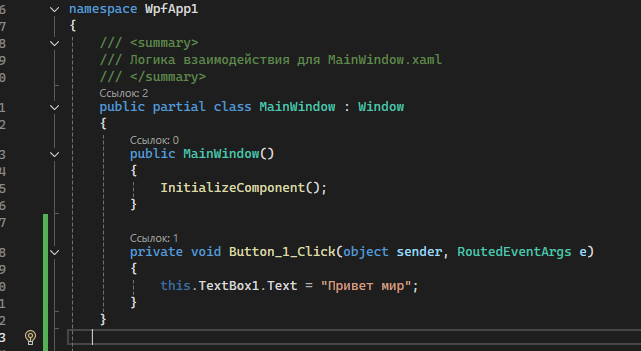 6 namespace WpfApp1
7 {
8 /// <summary>
9 /// Логика взаимодействия для MainWindow.xaml
0 /// </summary>
Ссылок: 2
1 public partial class MainWindow : Window
2 {
Ссылок: 0
3 public MainWindow()
4 {
5 InitializeComponent();
6 }
7
Ссылок: 1
8 private void Button_1_Click(object sender, RoutedEventArgs e)
9 {
0 this.TextBox1.Text = "Привет мир";
1 }
2 }
3